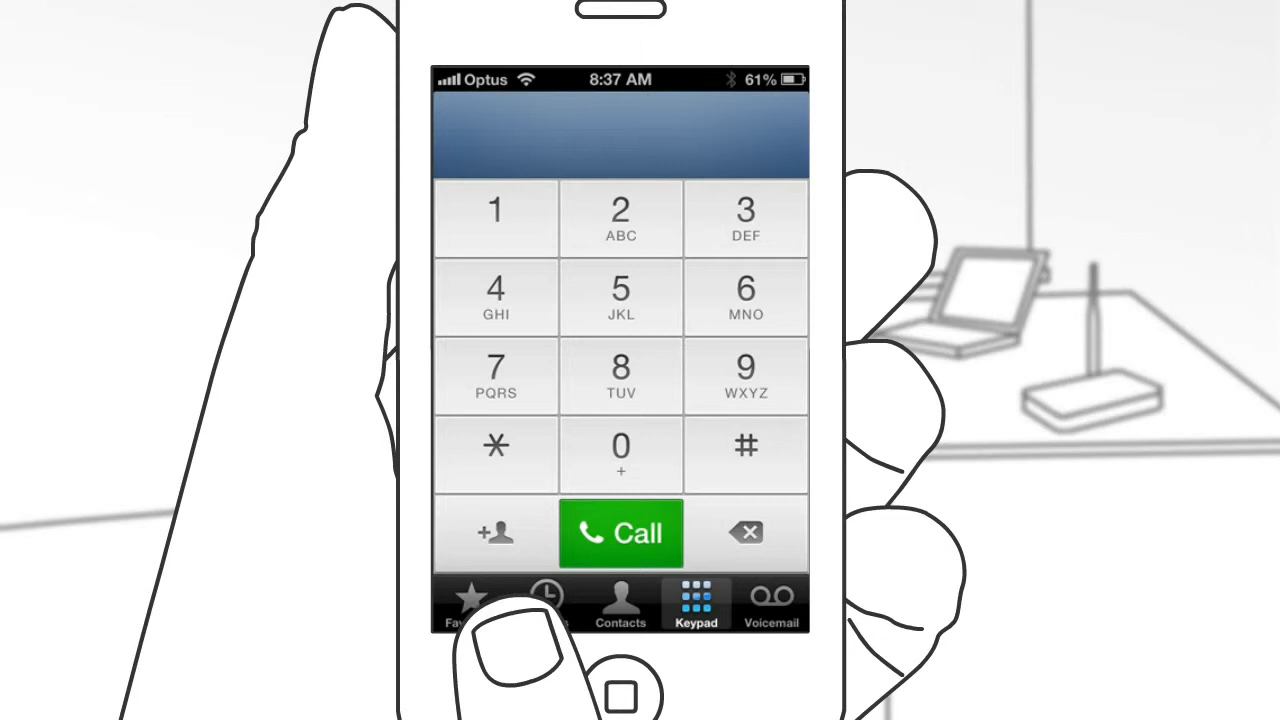 Optus 8:37 AM 61%
1 2 3
ABC DEF
4 5 6
GHI JKL MNO
7 8 9
PQRS TUV WXYZ
* 0 #
+
+ Call
Contacts Keypad Voicemail